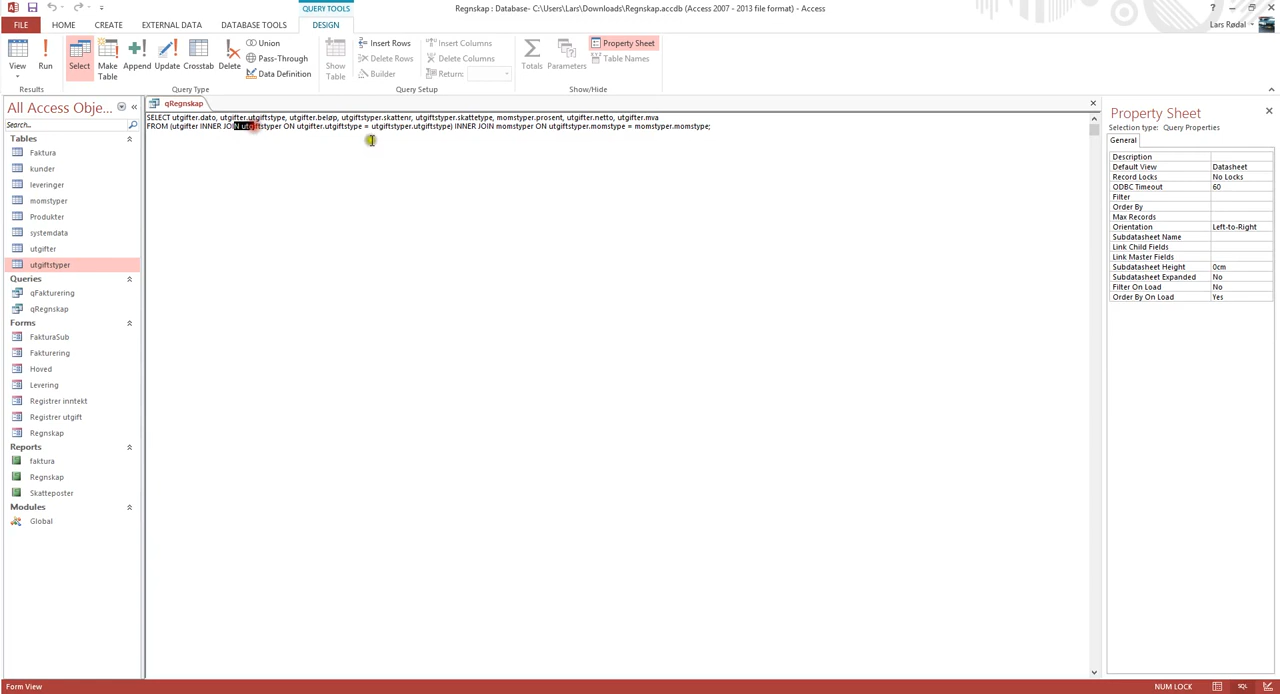 QUERY TOOLS
Regnskap : Database- C:\Users\Lars\Downloads\Regnskap.accdb (Access 2007 - 2013 file format) - Access
FILE HOME CREATE EXTERNAL DATA DATABASE TOOLS DESIGN
Lars Rødal
View Run Select Make Table Append Update Crosstab Delete
Union
Pass-Through
Data Definition
Show Table
Insert Rows
Delete Rows
Builder
Insert Columns
Delete Columns
Return:
Totals Parameters
Property Sheet
Table Names
Results Query Type Query Setup Show/Hide
All Access Obje...
Search..
Tables
Faktura
kunder
leveringer
momstyper
Produkter
systemdata
utgifter
utgiftstyper
Queries
qFakturering
qRegnskap
Forms
FakturaSub
Fakturering
Hoved
Levering
Registrer inntekt
Registrer utgift
Regnskap
Reports
faktura
Regnskap
Skatteposter
Modules
Global
qRegnskap
SELECT utgifter.dato, utgifter.utgiftstype, utgifter.beløp, utgiftstyper.skattenr, utgiftstyper.skattetype, momstyper.prosent, utgifter.netto, utgifter.mva
FROM (utgifter INNER JOIN utgiftstyper ON utgifter.utgiftstype = utgiftstyper.utgiftstype) INNER JOIN momstyper ON utgiftstyper.momstype = momstyper.momstype;
Property Sheet
Selection type: Query Properties
General
Description
Default View Datasheet
Record Locks No Locks
ODBC Timeout 60
Filter
Order By
Max Records
Orientation Left-to-Right
Subdatasheet Name
Link Child Fields
Link Master Fields
Subdatasheet Height 0cm
Subdatasheet Expanded No
Filter On Load No
Order By On Load Yes
Form View
NUM LOCK
SQL